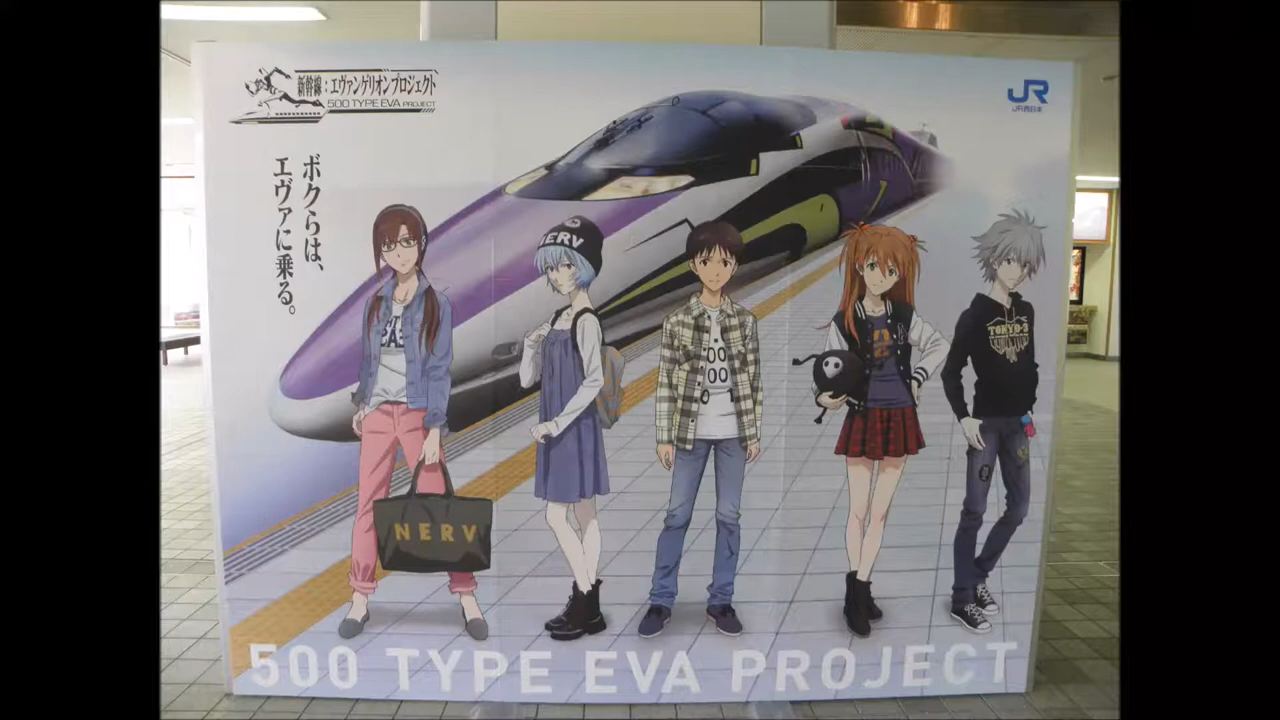 新幹線:エヴァンゲリオンプロジェクト
500 TYPE EVA PROJECT
JR
JR西日本
ボクらは、
エヴァに乗る。
NERV
NERV
TOKYO-3
500 TYPE EVA PROJECT